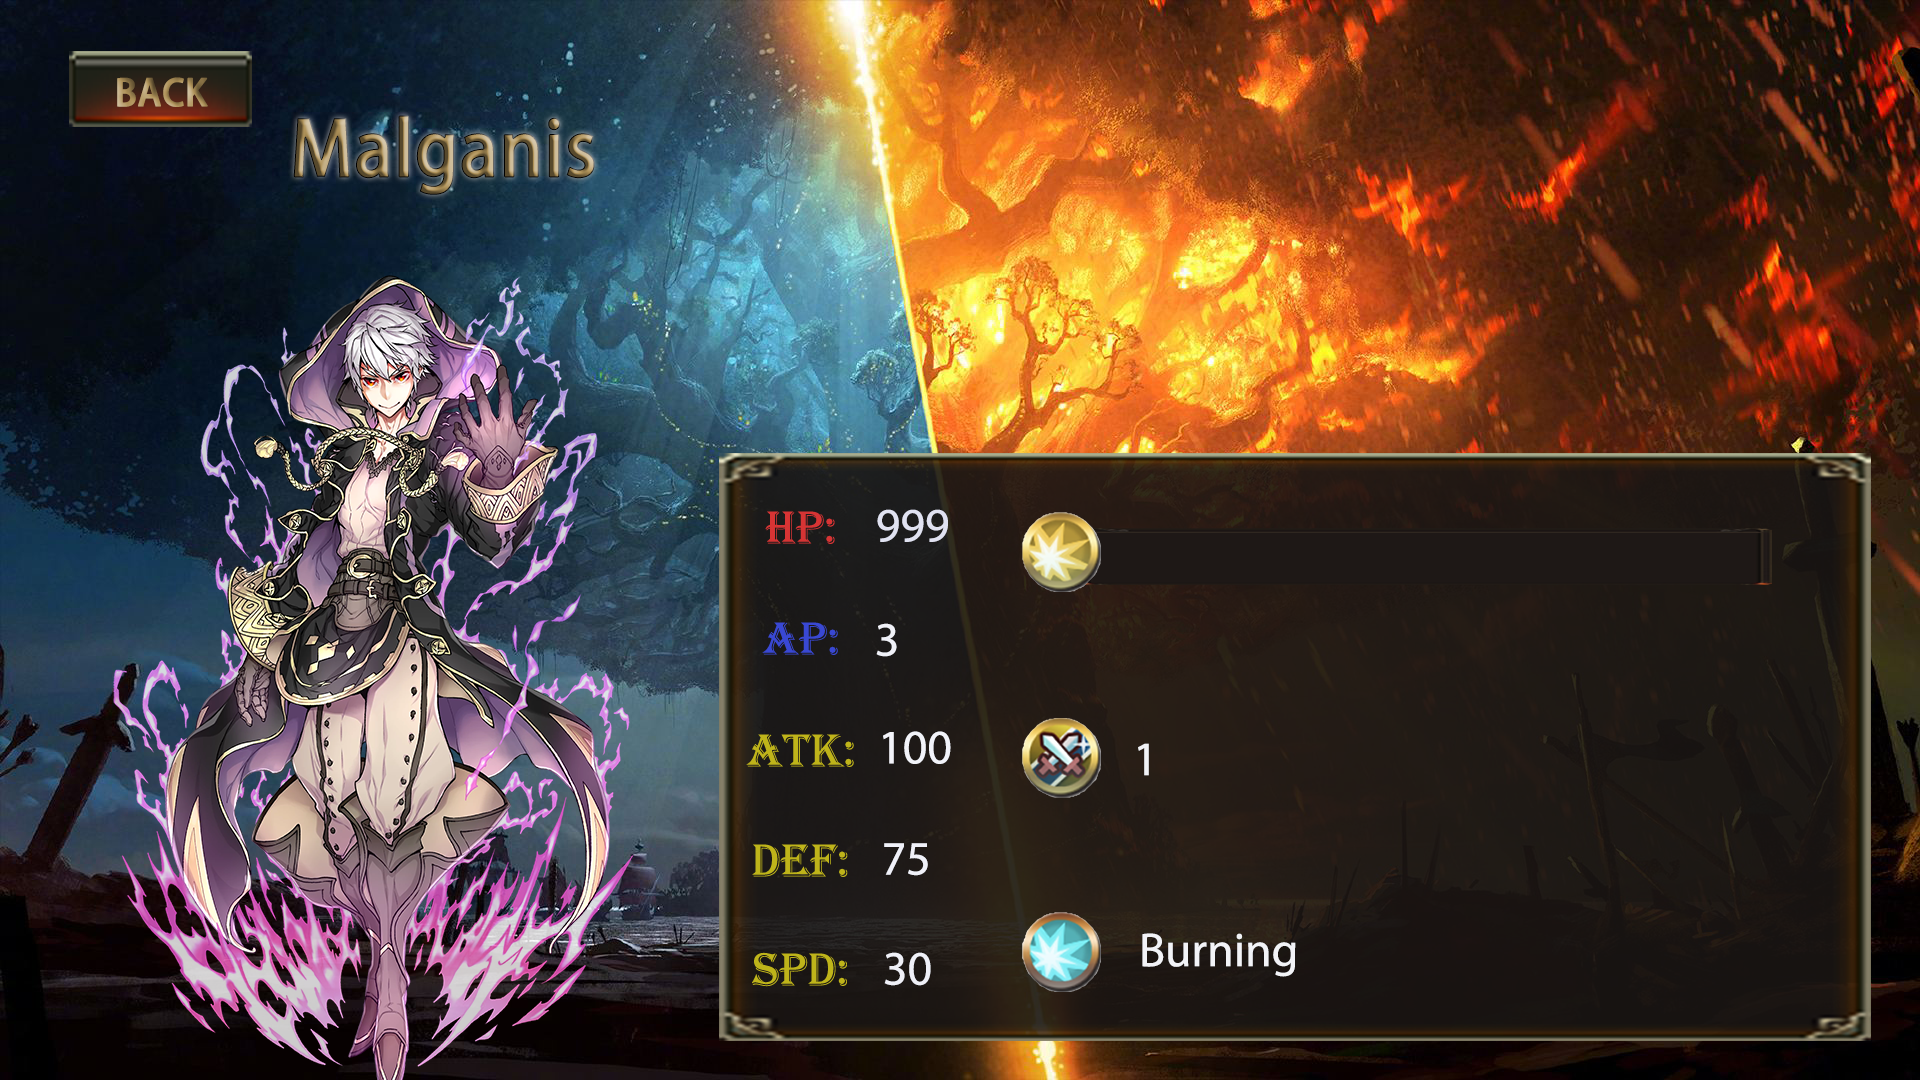 BACK
Malganis
HP: 999
AP: 3
ATK: 100
1
DEF: 75
SPD: 30
Burning